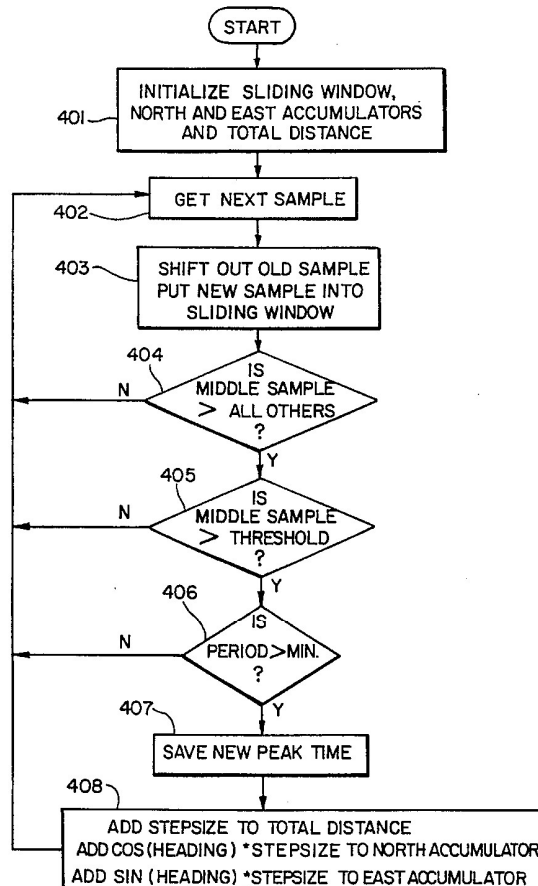 START
INITIALIZE SLIDING WINDOW,
NORTH AND EAST ACCUMULATORS
AND TOTAL DISTANCE
401
GET NEXT SAMPLE
402
403
SHIFT OUT OLD SAMPLE
PUT NEW SAMPLE INTO
SLIDING WINDOW
404
IS
MIDDLE SAMPLE
> ALL OTHERS
?
N
Y
405
IS
MIDDLE SAMPLE
> THRESHOLD
?
N
Y
406
IS
PERIOD>MIN.
?
N
Y
407
SAVE NEW PEAK TIME
408
ADD STEPSIZE TO TOTAL DISTANCE
ADD COS (HEADING) *STEPSIZE TO NORTH ACCUMULATOR
ADD SIN (HEADING) *STEPSIZE TO EAST ACCUMULATOR